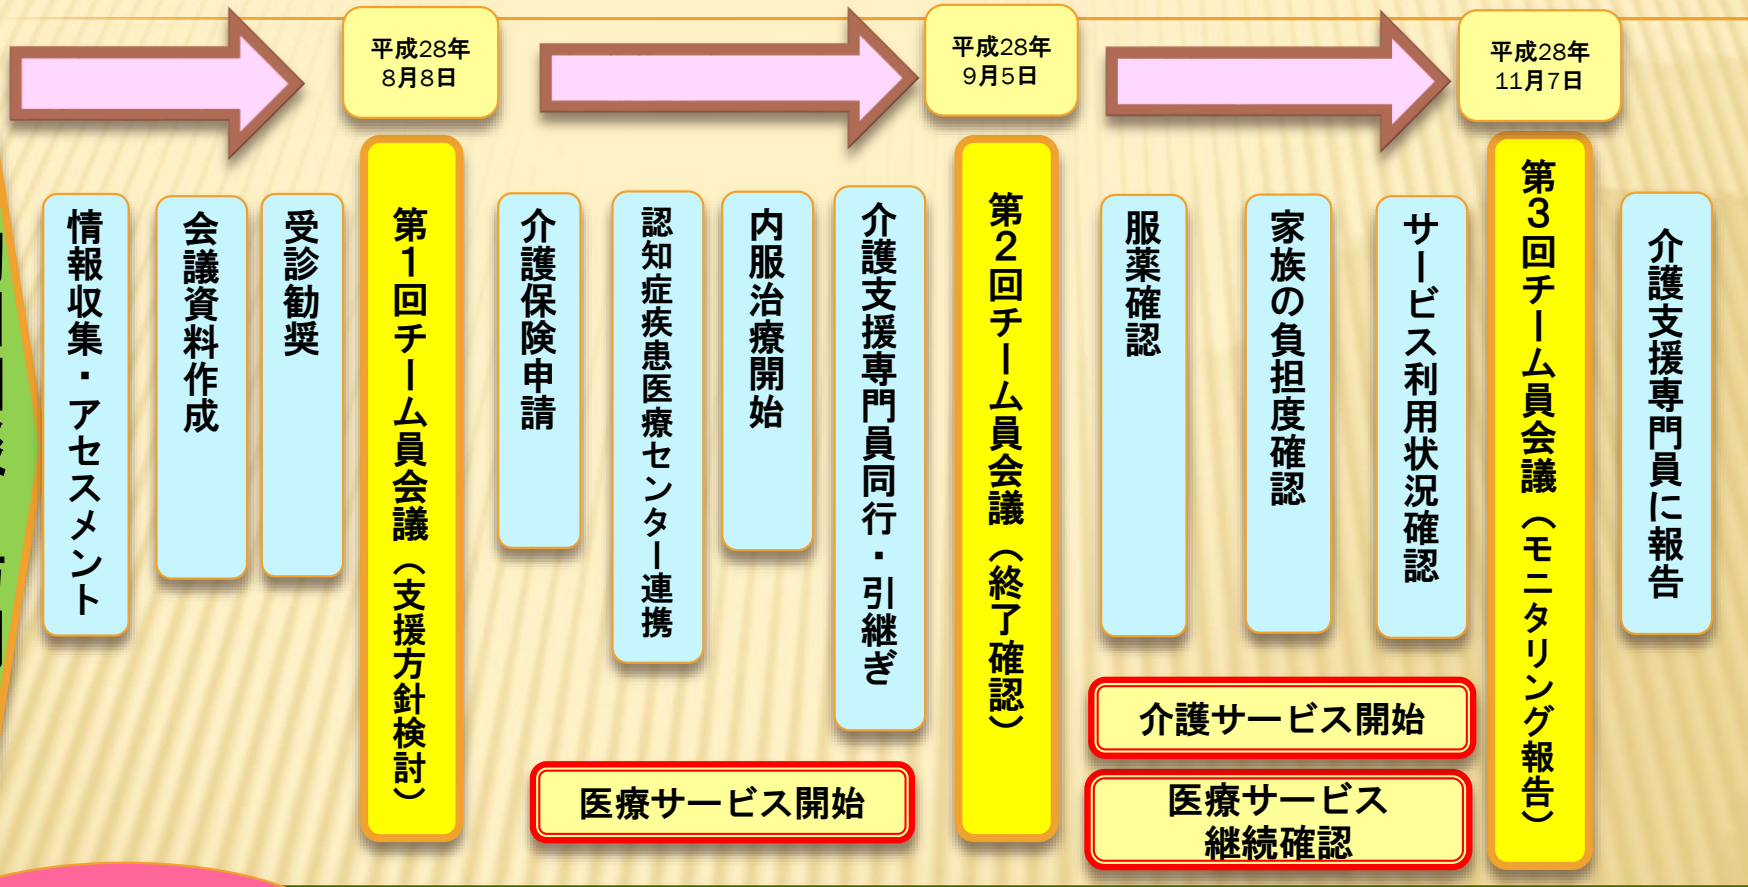 平成28年
8月8日
平成28年
9月5日
平成28年
11月7日
情報収集・アセスメント
会議資料作成
受診勧奨
第1回チーム員会議（支援方針検討）
介護保険申請
認知症疾患医療センター連携
内服治療開始
介護支援専門員同行・引継ぎ
第2回チーム員会議（終了確認）
服薬確認
家族の負担度確認
サービス利用状況確認
第3回チーム員会議（モニタリング報告）
介護支援専門員に報告
医療サービス開始
介護サービス開始
医療サービス
継続確認